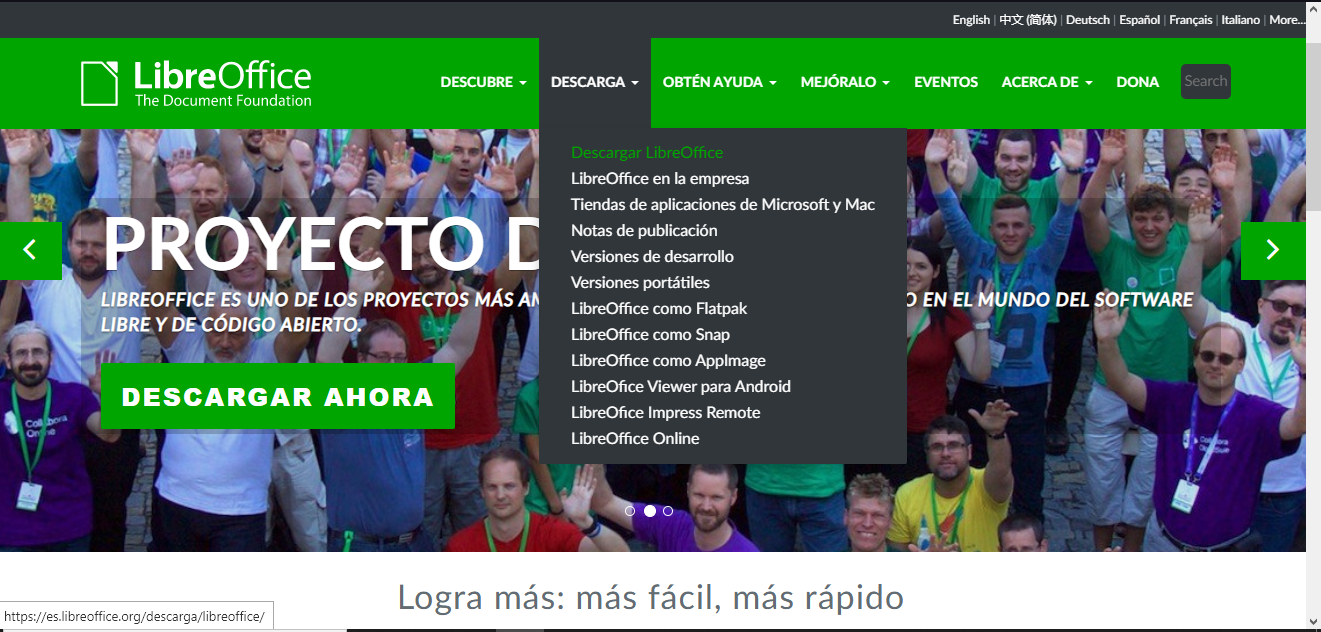 English | 中文 (简体) | Deutsch | Español | Français | Italiano | More...
LibreOffice
The Document Foundation
DESCUBRE
DESCARGA
OBTÉN AYUDA
MEJÓRALO
EVENTOS
ACERCA DE
DONA
Search
Descargar LibreOffice
LibreOffice en la empresa
Tiendas de aplicaciones de Microsoft y Mac
Notas de publicación
Versiones de desarrollo
Versiones portátiles
LibreOffice como Flatpak
LibreOffice como Snap
LibreOffice como AppImage
LibreOfice Viewer para Android
LibreOfice Impress Remote
LibreOffice Online
PROYECTO D
LIBREOFFICE ES UNO DE LOS PROYECTOS MÁS AM O EN EL MUNDO DEL SOFTWARE
LIBRE Y DE CÓDIGO ABIERTO.
DESCARGAR AHORA
Collabora
Online
Logra más: más fácil, más rápido
https://es.libreoffice.org/descarga/libreoffice/